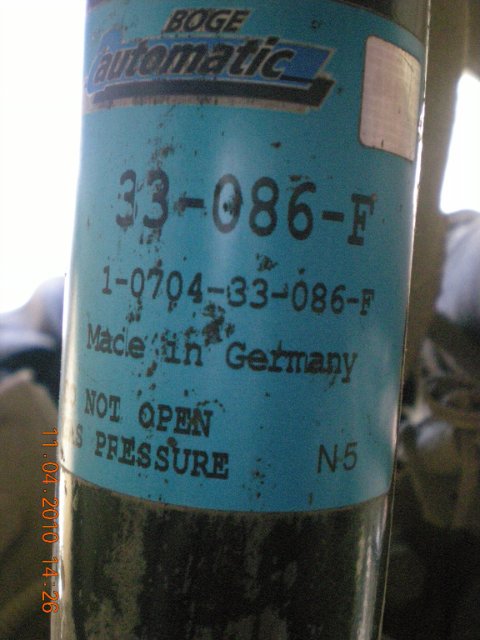 BOGE
automatic
33-086-F
1-0704-33-086-F
Made in Germany
NOT OPEN
PRESSURE
N5
11.04.2010 14:26